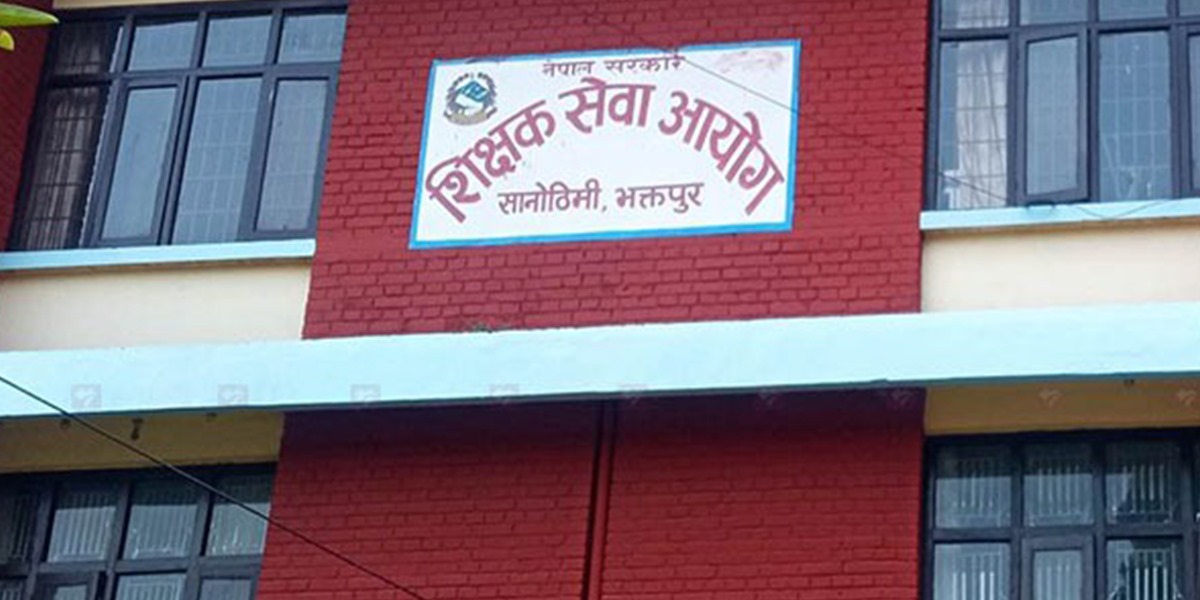 नेपाल सरकार
शिक्षक सेवा आयोग
सानोठिमी, भक्तपुर